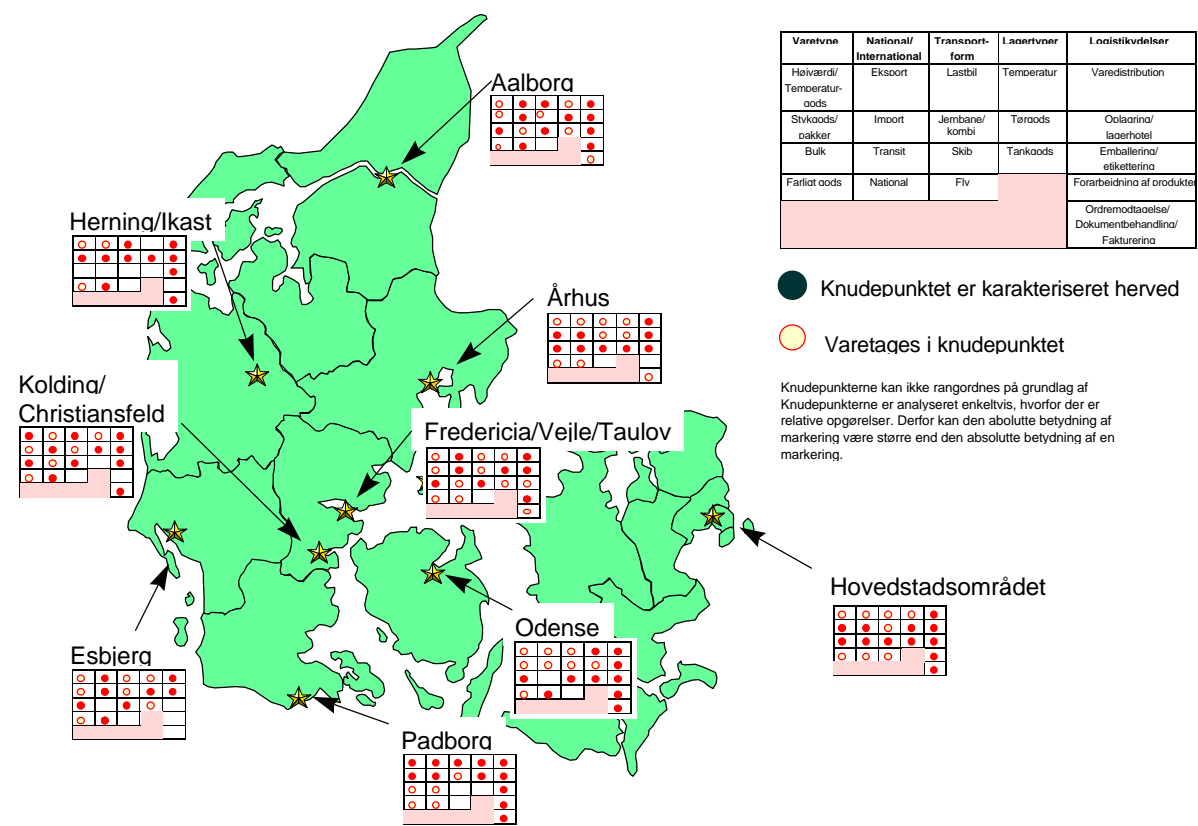 Aalborg
Herning/Ikast
Århus
Kolding/
Christiansfeld
Fredericia/Vejle/Taulov
Hovedstadsområdet
Odense
Esbjerg
Padborg
Varetype National/ Transport- Lagertyper Logistikydelser
International form
Højværdi/ Eksport Lastbil Temperatur Varedistribution
Temperatur-
gods
Stykgods/ Import Jernbane/ Tørgods Oplagring/
pakker kombi lagerhotel
Bulk Transit Skib Tankgods Emballering/
etikettering
Farligt gods National Fly Forarbejdning af produkter
Ordremodtagelse/
Dokumentbehandling/
Fakturering
Knudepunktet er karakteriseret herved
Varetages i knudepunktet
Knudepunkterne kan ikke rangordnes på grundlag af
Knudepunkterne er analyseret enkeltvis, hvorfor der er
relative opgørelser. Derfor kan den abolutte betydning af
markering være større end den absolutte betydning af en
markering.